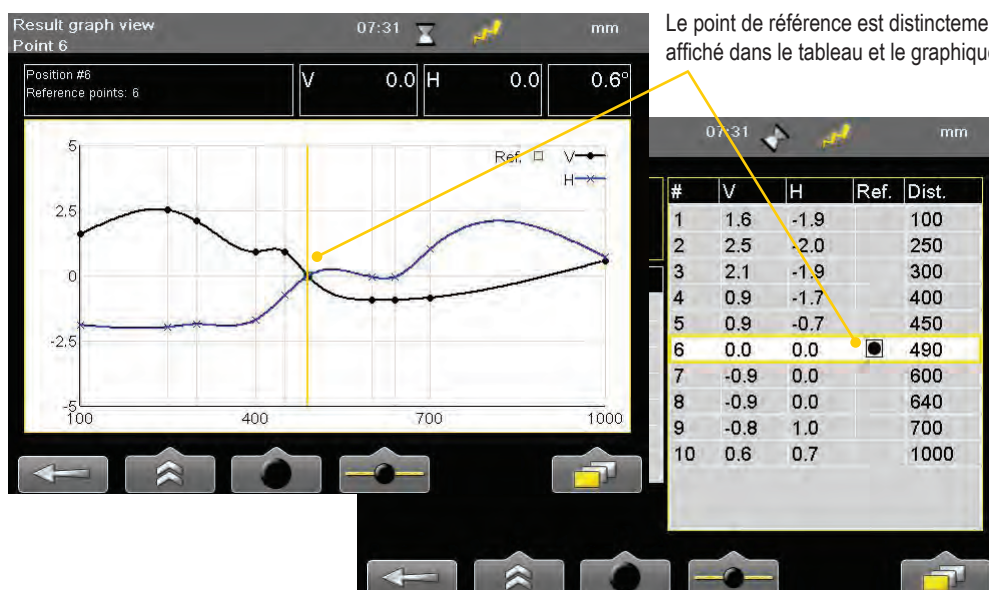 Result graph view
Point 6
07:31
mm
Le point de référence est distincteme
affiché dans le tableau et le graphiqu
Position #6
Reference points: 6
V 0.0 H 0.0 0.6°
Ref. V
H
5
2.5
0
-2.5
-5
100 400 700 1000
07:31 mm
# V H Ref. Dist.
1 1.6 -1.9 100
2 2.5 -2.0 250
3 2.1 -1.9 300
4 0.9 -1.7 400
5 0.9 -0.7 450
6 0.0 0.0 490
7 -0.9 0.0 600
8 -0.9 0.0 640
9 -0.8 1.0 700
10 0.6 0.7 1000